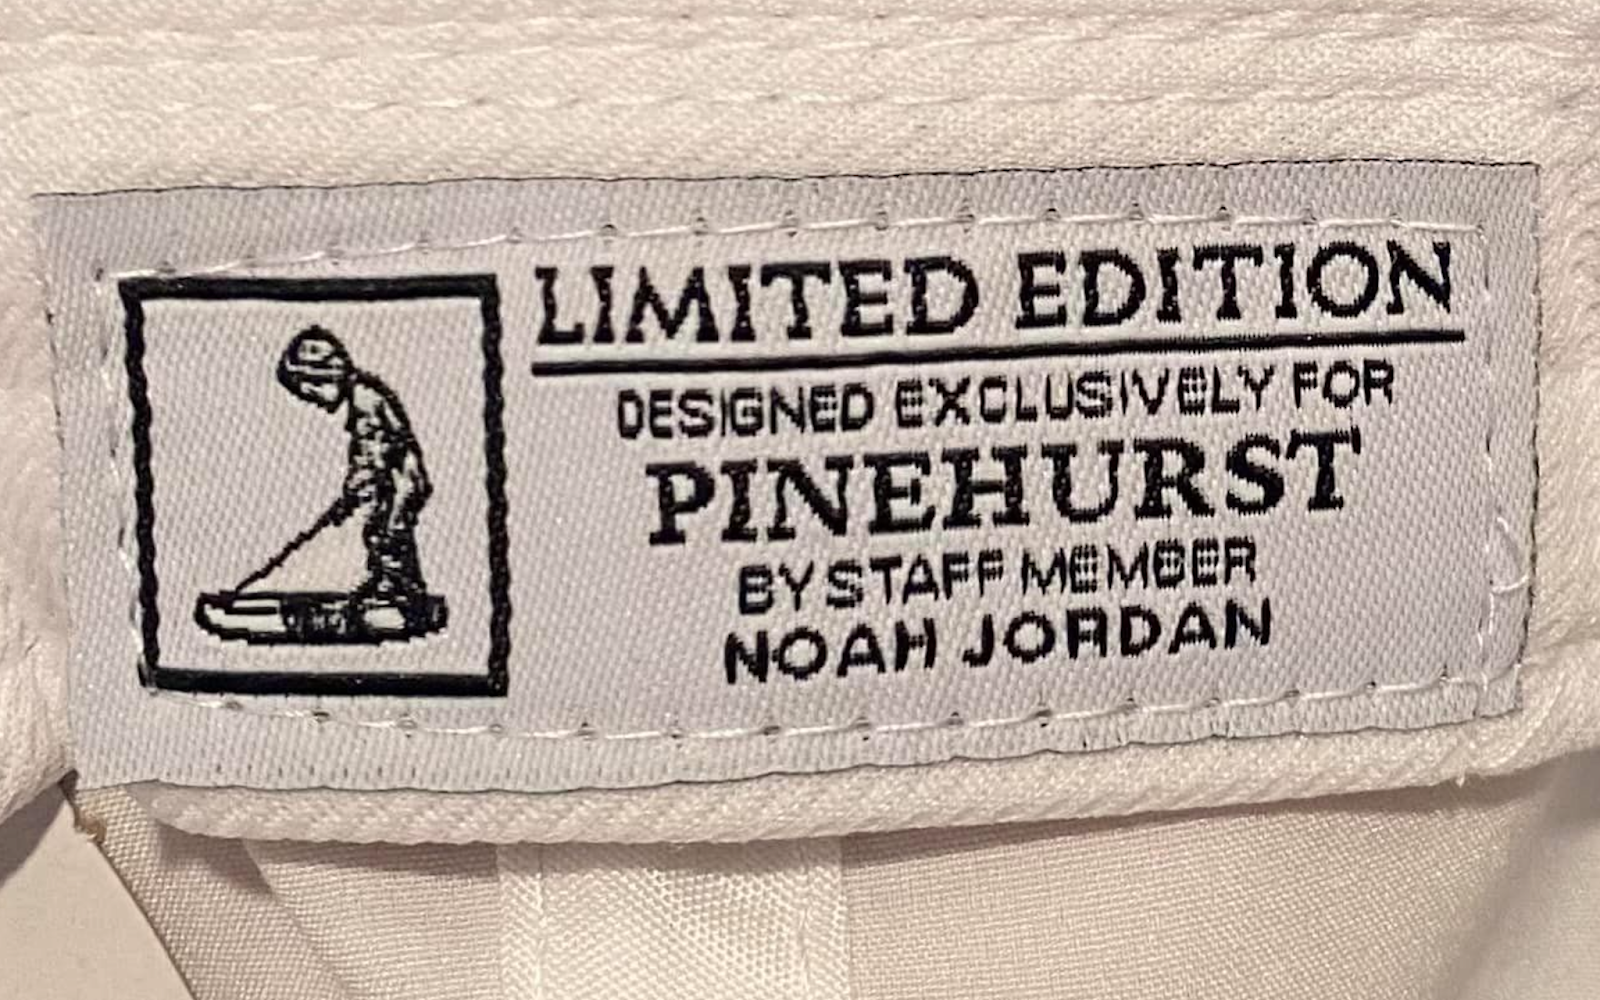 LIMITED EDITION
DESIGNED EXCLUSIVELY FOR
PINEHURST
BY STAFF MEMBER
NOAH JORDAN